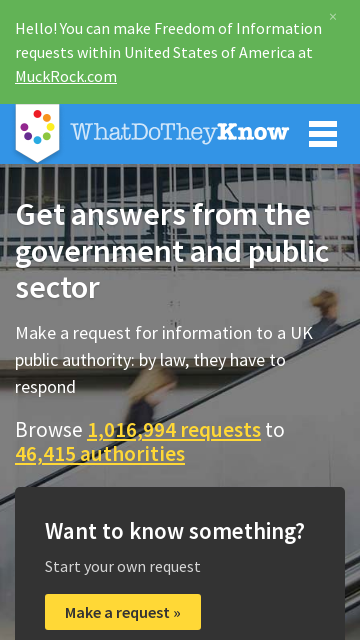 ×
Hello! You can make Freedom of Information
requests within United States of America at
MuckRock.com
WhatDoTheyKnow
Get answers from the
government and public
sector
Make a request for information to a UK
public authority: by law, they have to
respond
Browse 1,016,994 requests to
46,415 authorities
Want to know something?
Start your own request
Make a request »